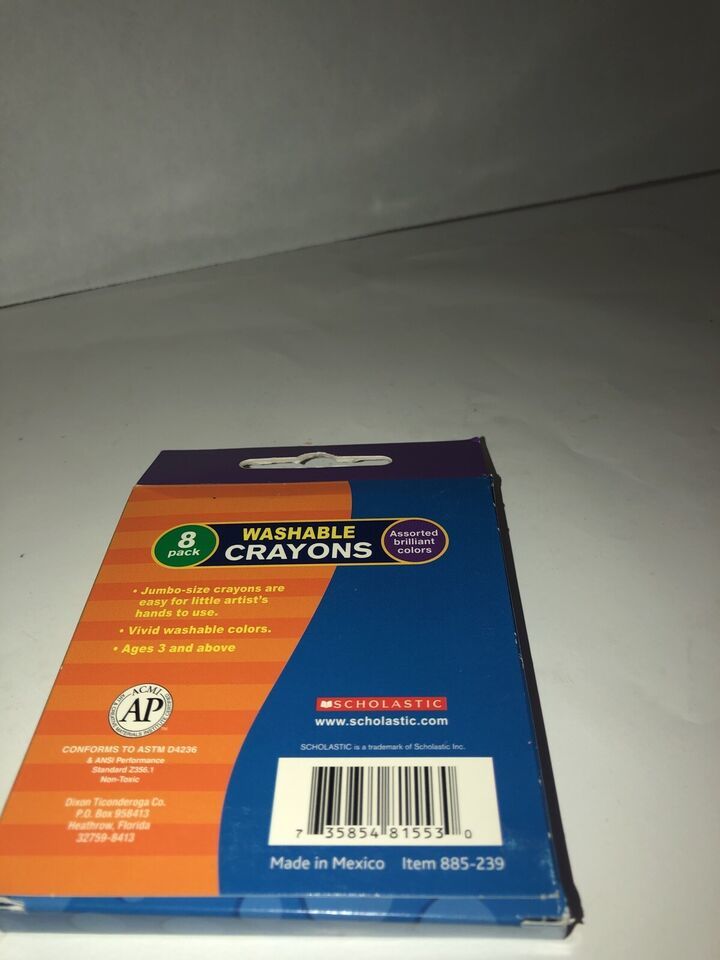 8
pack
WASHABLE
CRAYONS
Assorted
brilliant
colors
• Jumbo-size crayons are
easy for little artist's
hands to use.
• Vivid washable colors.
• Ages 3 and above
ACMI
AP
CONFORMS TO ASTM D4236
& ANSI Performance
Standard Z356.1
Non-Toxic
Dixon Ticonderoga Co.
P.O. Box 958413
Heathrow, Florida
32759-8413
SCHOLASTIC
www.scholastic.com
SCHOLASTIC is a trademark of Scholastic Inc.
7 35854 81553 0
Made in Mexico Item 885-239